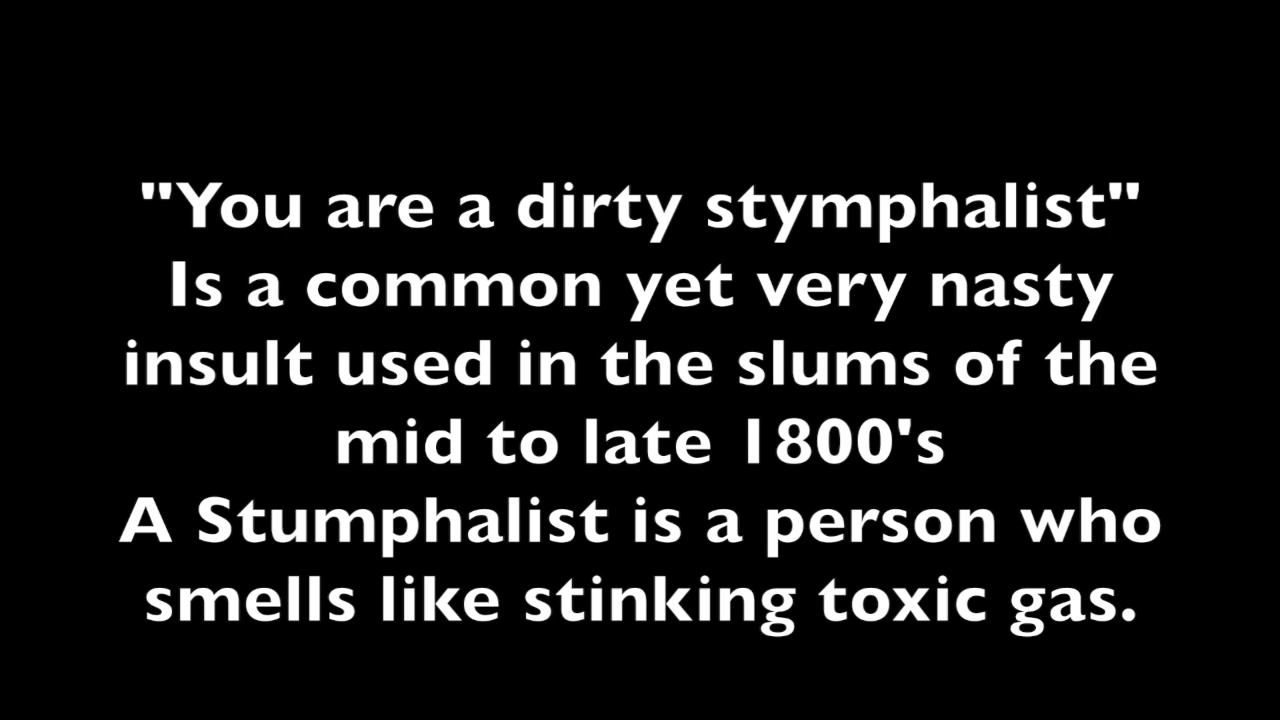 "You are a dirty stymphalist"
Is a common yet very nasty
insult used in the slums of the
mid to late 1800's
A Stumphalist is a person who
smells like stinking toxic gas.